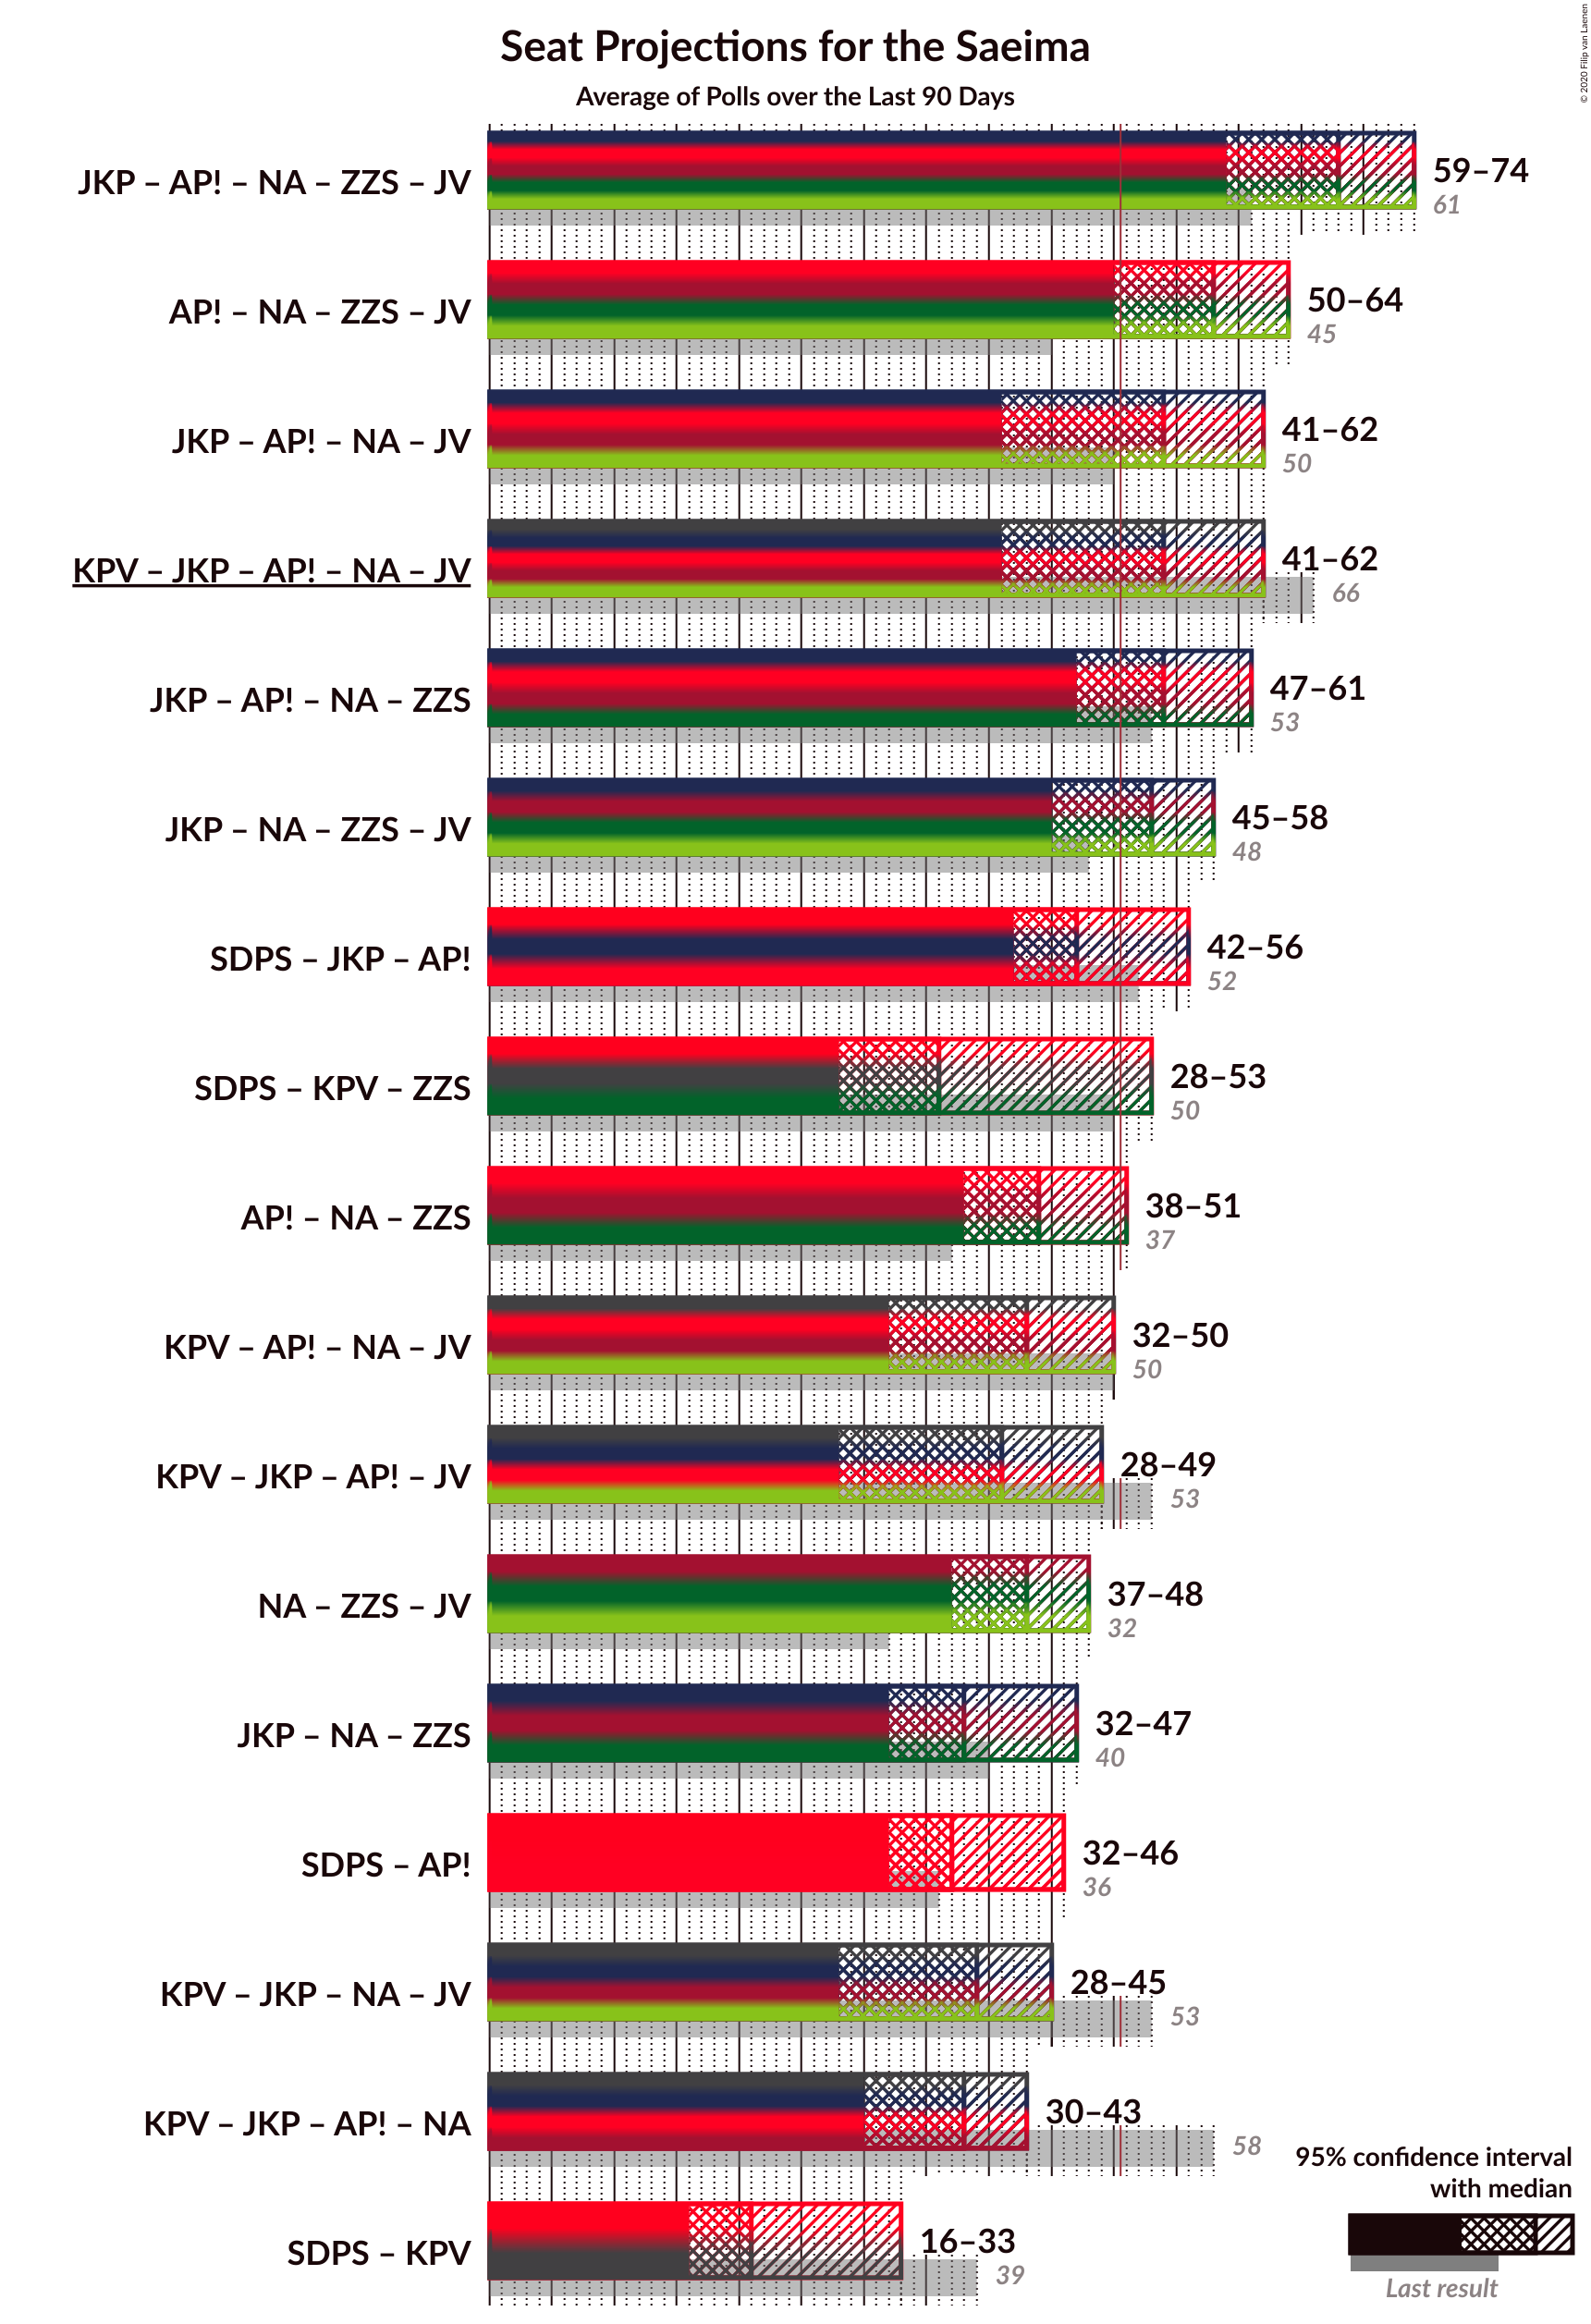 Seat Projections for the Saeima
Average of Polls over the Last 90 Days
© 2020 Filip van Laenen
JKP – AP! – NA – ZZS – JV
59–74
61
AP! – NA – ZZS – JV
50–64
45
JKP – AP! – NA – JV
41–62
50
KPV – JKP – AP! – NA – JV
41–62
66
JKP – AP! – NA – ZZS
47–61
53
JKP – NA – ZZS – JV
45–58
48
SDPS – JKP – AP!
42–56
52
SDPS – KPV – ZZS
28–53
50
AP! – NA – ZZS
38–51
37
KPV – AP! – NA – JV
32–50
50
KPV – JKP – AP! – JV
28–49
53
NA – ZZS – JV
37–48
32
JKP – NA – ZZS
32–47
40
SDPS – AP!
32–46
36
KPV – JKP – NA – JV
28–45
53
KPV – JKP – AP! – NA
30–43
58
SDPS – KPV
16–33
39
95% confidence interval
with median
Last result